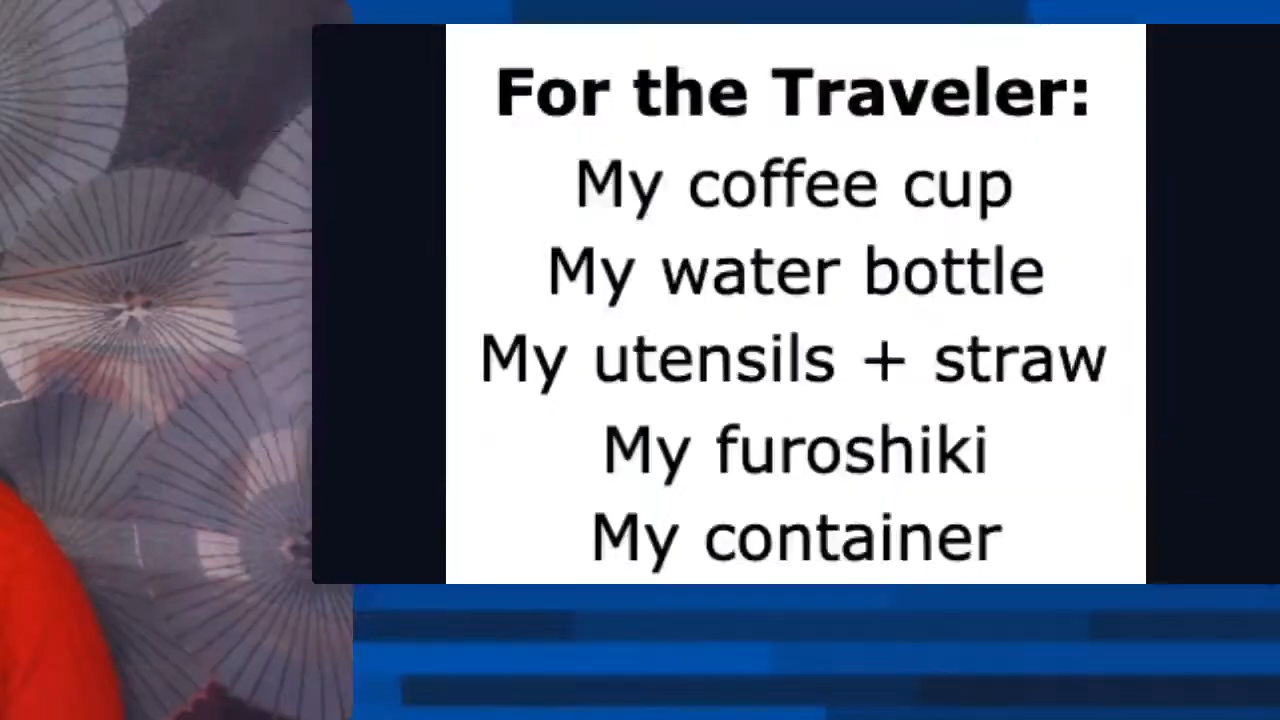 For the Traveler:
My coffee cup
My water bottle
My utensils + straw
My furoshiki
My container